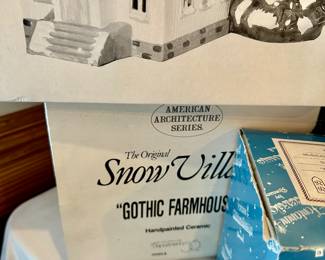 AMERICAN
ARCHITECTURE
SERIES
The Original
Snow Villa
"GOTHIC FARMHOUS
Handpainted Ceramic